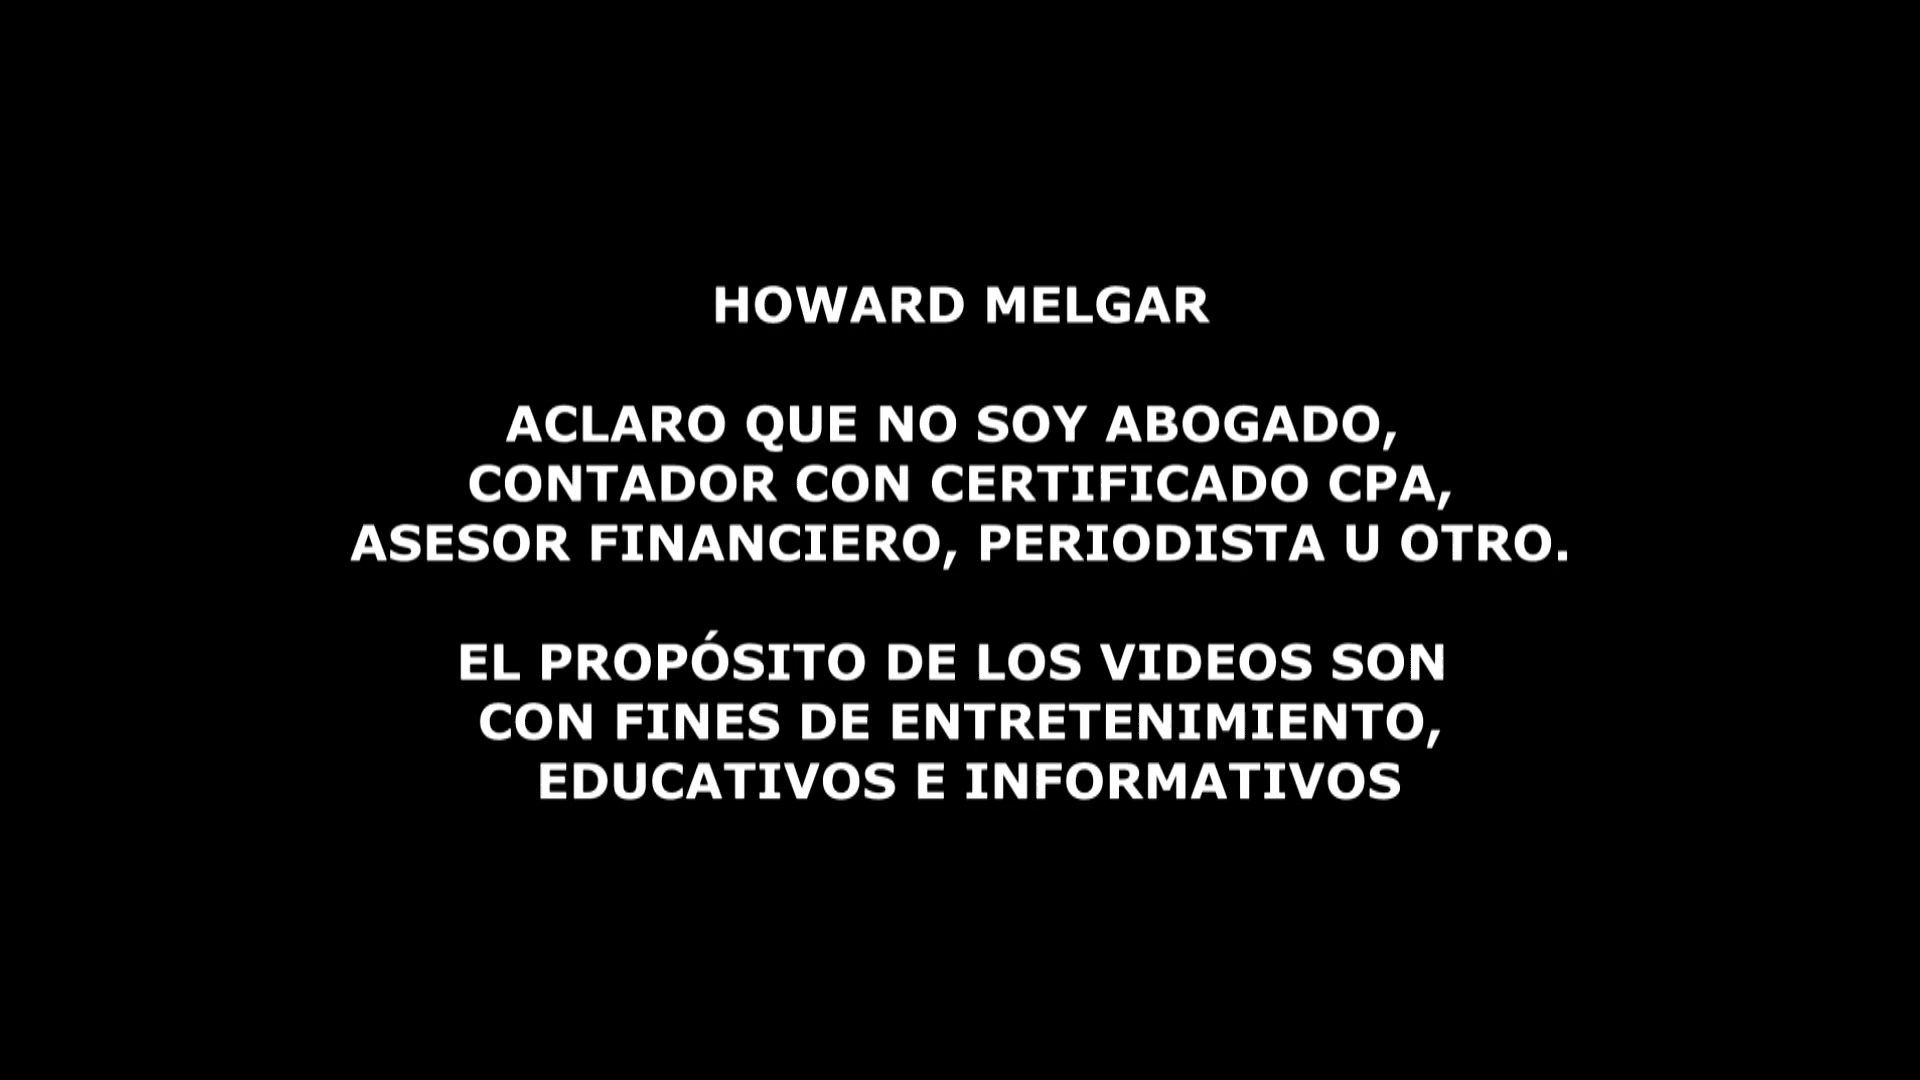 HOWARD MELGAR
ACLARO QUE NO SOY ABOGADO,
CONTADOR CON CERTIFICADO CPA,
ASESOR FINANCIERO, PERIODISTA U OTRO.
EL PROPÓSITO DE LOS VIDEOS SON
CON FINES DE ENTRETENIMIENTO,
EDUCATIVOS E INFORMATIVOS